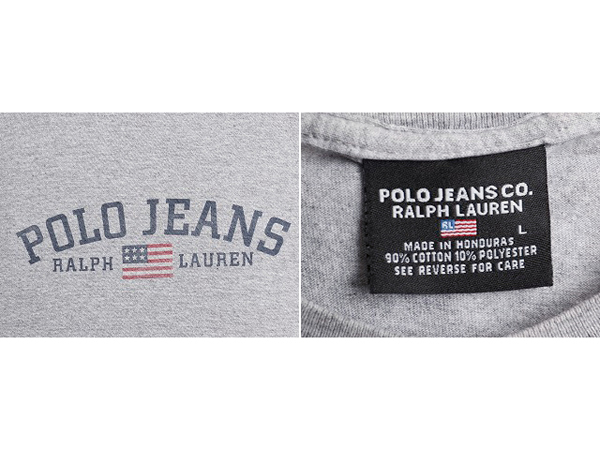 POLO JEANS
RALPH LAUREN
POLO JEANS CO.
RALPH LAUREN
RL
L
MADE IN HONDURAS
90% COTTON 10% POLYESTER
SEE REVERSE FOR CARE